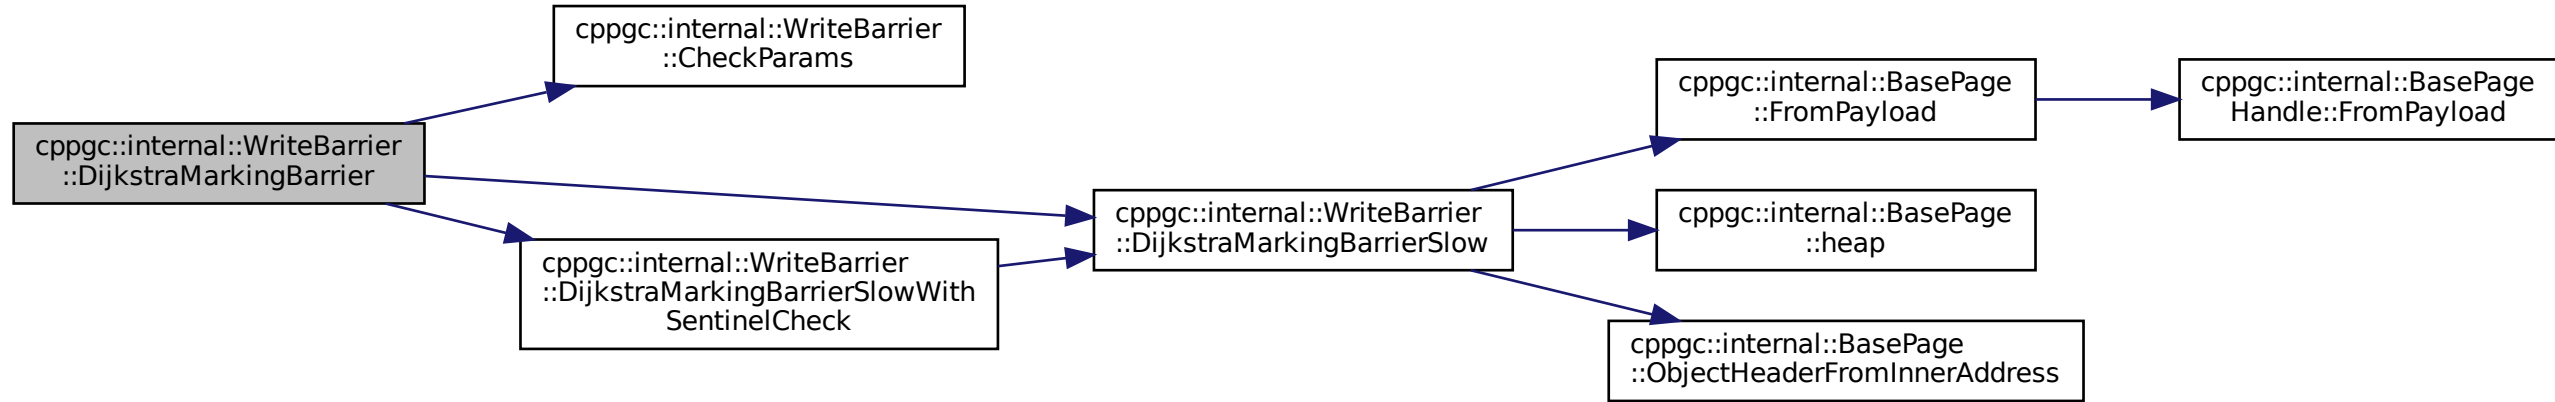 cppgc::internal::WriteBarrier
::DijkstraMarkingBarrier
cppgc::internal::WriteBarrier
::CheckParams
cppgc::internal::WriteBarrier
::DijkstraMarkingBarrierSlowWith
SentinelCheck
cppgc::internal::WriteBarrier
::DijkstraMarkingBarrierSlow
cppgc::internal::BasePage
::FromPayload
cppgc::internal::BasePage
Handle::FromPayload
cppgc::internal::BasePage
::heap
cppgc::internal::BasePage
::ObjectHeaderFromInnerAddress